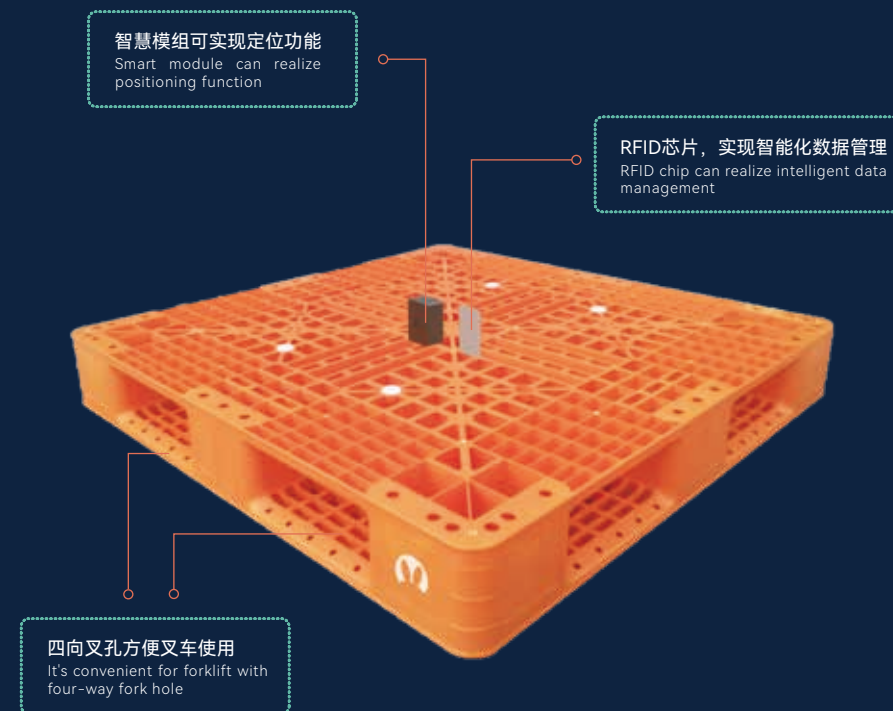 智慧模组可实现定位功能
Smart module can realize
positioning function
RFID芯片，实现智能化数据管理
RFID chip can realize intelligent data
management
四向叉孔方便叉车使用
It's convenient for forklift with
four-way fork hole